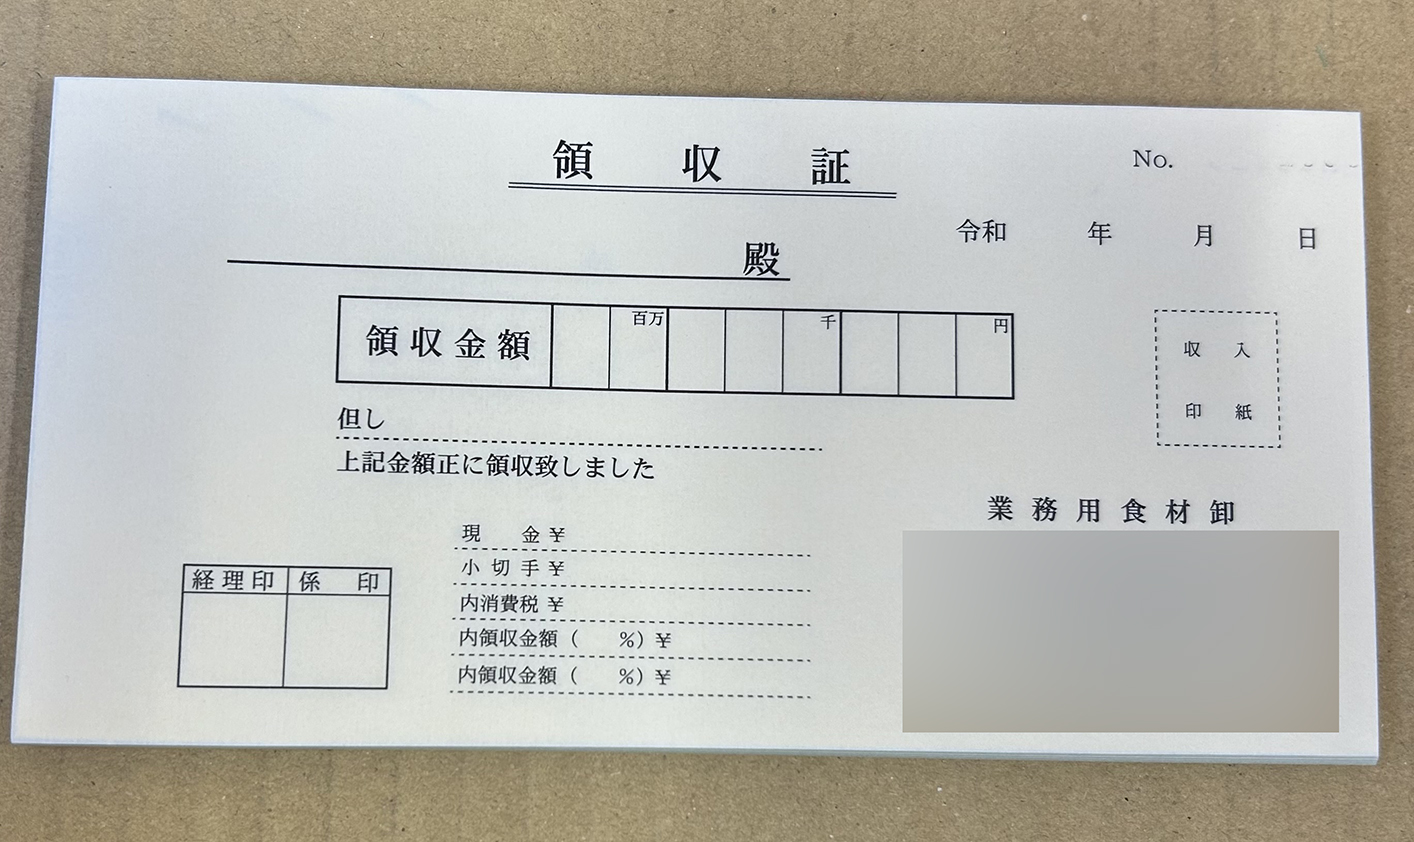 領収証
No.
令和 年 月 日
殿
領収金額 百万 千 円
収入
印紙
但し
上記金額正に領収致しました
業務用食材卸
現金¥
小切手¥
内消費税¥
内領収金額( %)¥
内領収金額( %)¥
経理印 係印